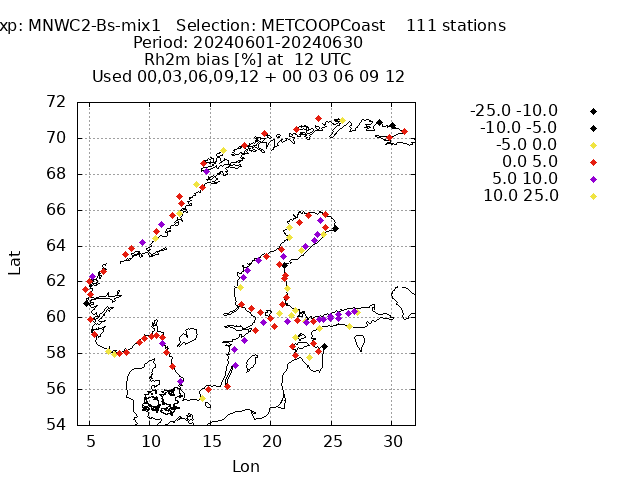 xp: MNWC2-Bs-mix1 Selection: METCOOPCoast 111 stations
Period: 20240601-20240630
Rh2m bias [%] at 12 UTC
Used 00,03,06,09,12 + 00 03 06 09 12
72
70
68
66
64
62
60
58
56
54
Lat
5 10 15 20 25 30
Lon
-25.0 -10.0
-10.0 -5.0
-5.0 0.0
0.0 5.0
5.0 10.0
10.0 25.0